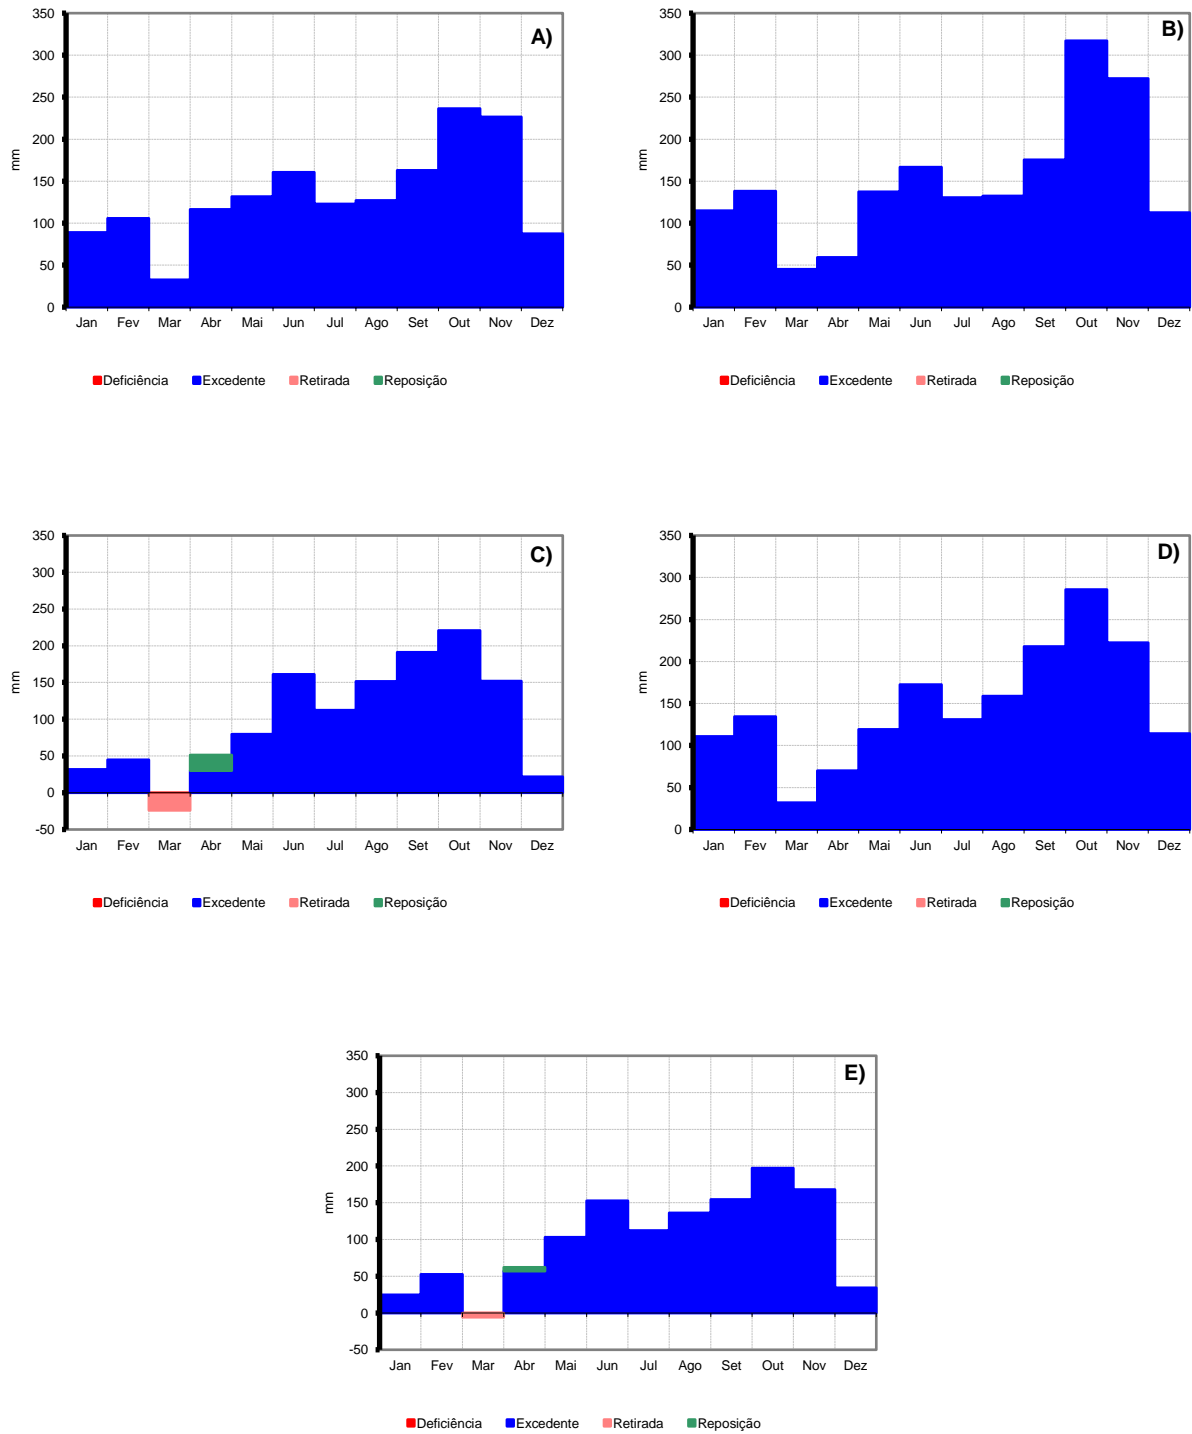 A)
350
300
250
200
150
100
50
0
mm
Jan Fev Mar Abr Mai Jun Jul Ago Set Out Nov Dez
Deficiência Excedente Retirada Reposição
B)
350
300
250
200
150
100
50
0
mm
Jan Fev Mar Abr Mai Jun Jul Ago Set Out Nov Dez
Deficiência Excedente Retirada Reposição
C)
350
300
250
200
150
100
50
0
-50
mm
Jan Fev Mar Abr Mai Jun Jul Ago Set Out Nov Dez
Deficiência Excedente Retirada Reposição
D)
350
300
250
200
150
100
50
0
mm
Jan Fev Mar Abr Mai Jun Jul Ago Set Out Nov Dez
Deficiência Excedente Retirada Reposição
E)
350
300
250
200
150
100
50
0
-50
mm
Jan Fev Mar Abr Mai Jun Jul Ago Set Out Nov Dez
Deficiência Excedente Retirada Reposição